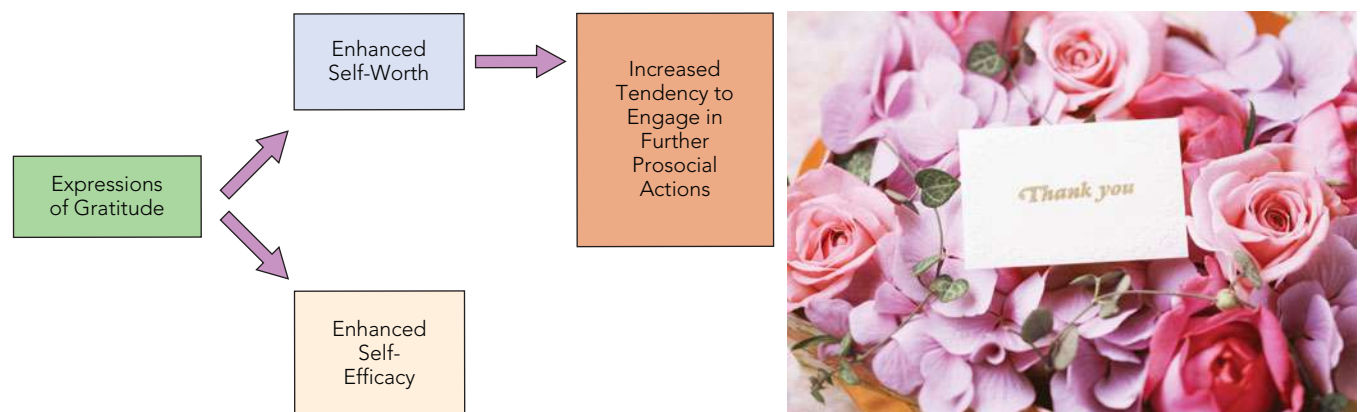 Expressions
of Gratitude
Enhanced
Self-Worth
Increased
Tendency to
Engage in
Further
Prosocial
Actions
Enhanced
Self-
Efficacy
Thank you